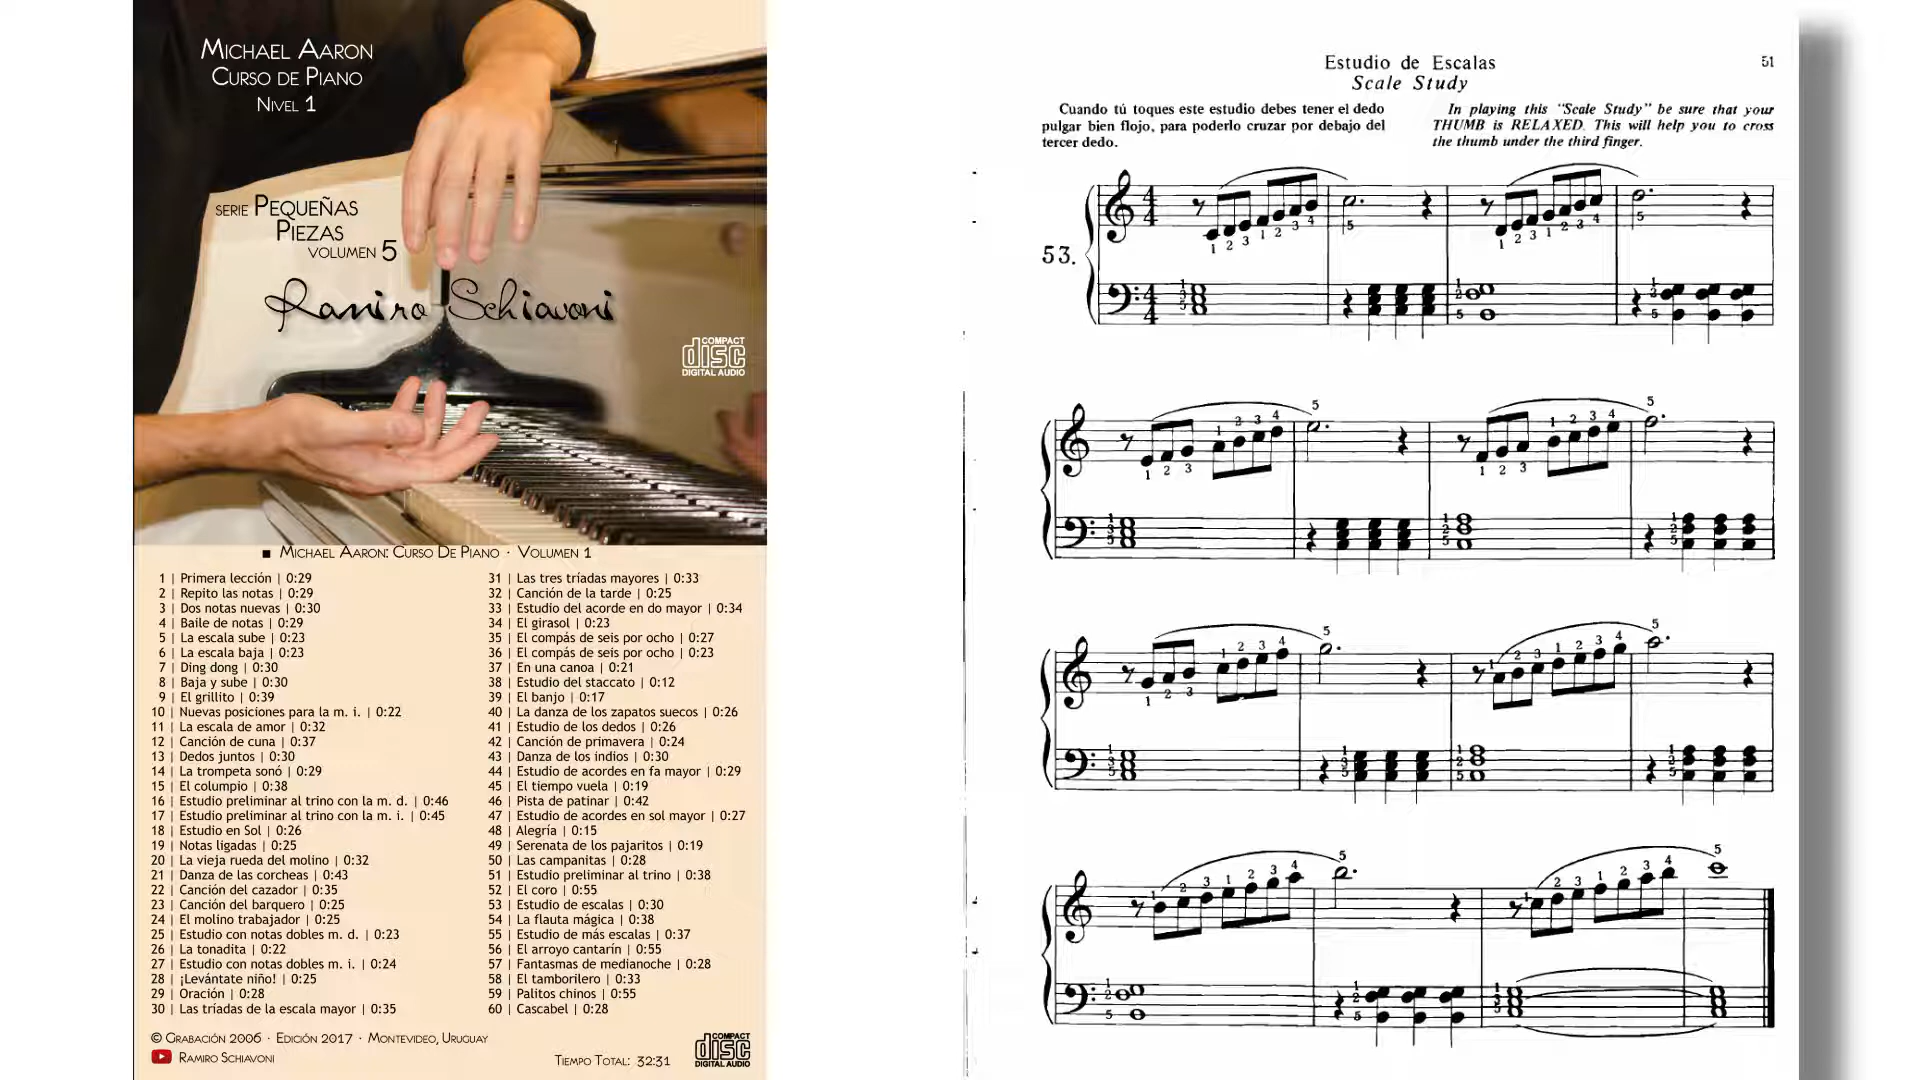 MICHAEL AARON
CURSO DE PIANO
NIVEL 1
SERIE PEQUEÑAS
PIEZAS
VOLUMEN 5
Ramiro Schiavoni
COMPACT
disc
DIGITAL AUDIO
■ MICHAEL AARON: CURSO DE PIANO · VOLUMEN 1
1 | Primera lección | 0:29
2 | Repito las notas | 0:29
3 | Dos notas nuevas | 0:30
4 | Baile de notas | 0:29
5 | La escala sube | 0:23
6 | La escala baja | 0:23
7 | Ding dong | 0:30
8 | Baja y sube | 0:30
9 | El grillito | 0:39
10 | Nuevas posiciones para la m. i. | 0:22
11 | La escala de amor | 0:32
12 | Canción de cuna | 0:37
13 | Dedos juntos | 0:30
14 | La trompeta sonó | 0:29
15 | El columpio | 0:38
16 | Estudio preliminar al trino con la m. d. | 0:46
17 | Estudio preliminar al trino con la m. i. | 0:45
18 | Estudio en Sol | 0:26
19 | Notas ligadas | 0:25
20 | La vieja rueda del molino | 0:32
21 | Danza de las corcheas | 0:43
22 | Canción del cazador | 0:35
23 | Canción del barquero | 0:25
24 | El molino trabajador | 0:25
25 | Estudio con notas dobles m. d. | 0:23
26 | La tonadita | 0:22
27 | Estudio con notas dobles m. i. | 0:24
28 | ¡Levántate niño! | 0:25
29 | Oración | 0:28
30 | Las tríadas de la escala mayor | 0:35
31 | Las tres tríadas mayores | 0:33
32 | Canción de la tarde | 0:25
33 | Estudio del acorde en do mayor | 0:34
34 | El girasol | 0:23
35 | El compás de seis por ocho | 0:27
36 | El compás de seis por ocho | 0:23
37 | En una canoa | 0:21
38 | Estudio del staccato | 0:12
39 | El banjo | 0:17
40 | La danza de los zapatos suecos | 0:26
41 | Estudio de los dedos | 0:26
42 | Canción de primavera | 0:24
43 | Danza de los indios | 0:30
44 | Estudio de acordes en fa mayor | 0:29
45 | El tiempo vuela | 0:19
46 | Pista de patinar | 0:42
47 | Estudio de acordes en sol mayor | 0:27
48 | Alegría | 0:15
49 | Serenata de los pajaritos | 0:19
50 | Las campanitas | 0:28
51 | Estudio preliminar al trino | 0:38
52 | El coro | 0:55
53 | Estudio de escalas | 0:30
54 | La flauta mágica | 0:38
55 | Estudio de más escalas | 0:37
56 | El arroyo cantarín | 0:55
57 | Fantasmas de medianoche | 0:28
58 | El tamborilero | 0:33
59 | Palitos chinos | 0:55
60 | Cascabel | 0:28
© GRABACIÓN 2006 · EDICIÓN 2017 · MONTEVIDEO, URUGUAY
RAMIRO SCHIAVONI
TIEMPO TOTAL: 32:31
COMPACT
disc
DIGITAL AUDIO
Estudio de Escalas
51
Scale Study
Cuando tú toques este estudio debes tener el dedo
pulgar bien flojo, para poderlo cruzar por debajo del
tercer dedo.
In playing this "Scale Study" be sure that your
THUMB is RELAXED. This will help you to cross
the thumb under the third finger.
53.